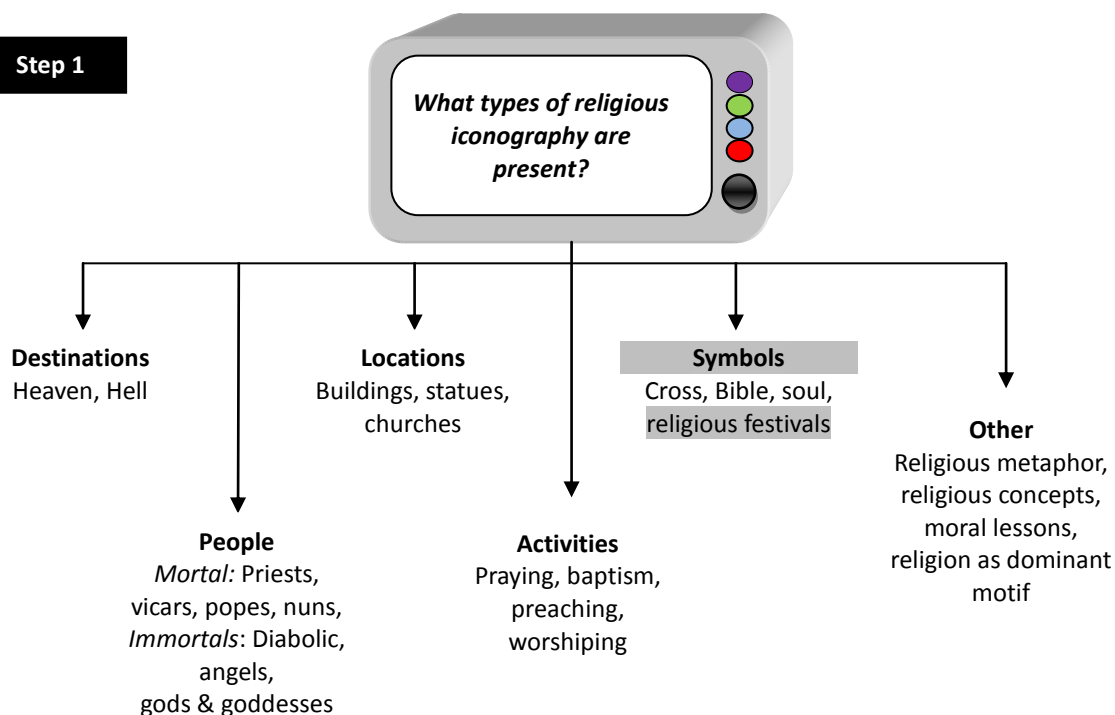 Step 1
What types of religious
iconography are
present?
Destinations
Heaven, Hell
Locations
Buildings, statues,
churches
Symbols
Cross, Bible, soul,
religious festivals
Other
Religious metaphor,
religious concepts,
moral lessons,
religion as dominant
motif
People
Mortal: Priests,
vicars, popes, nuns,
Immortals: Diabolic,
angels,
gods & goddesses
Activities
Praying, baptism,
preaching,
worshiping